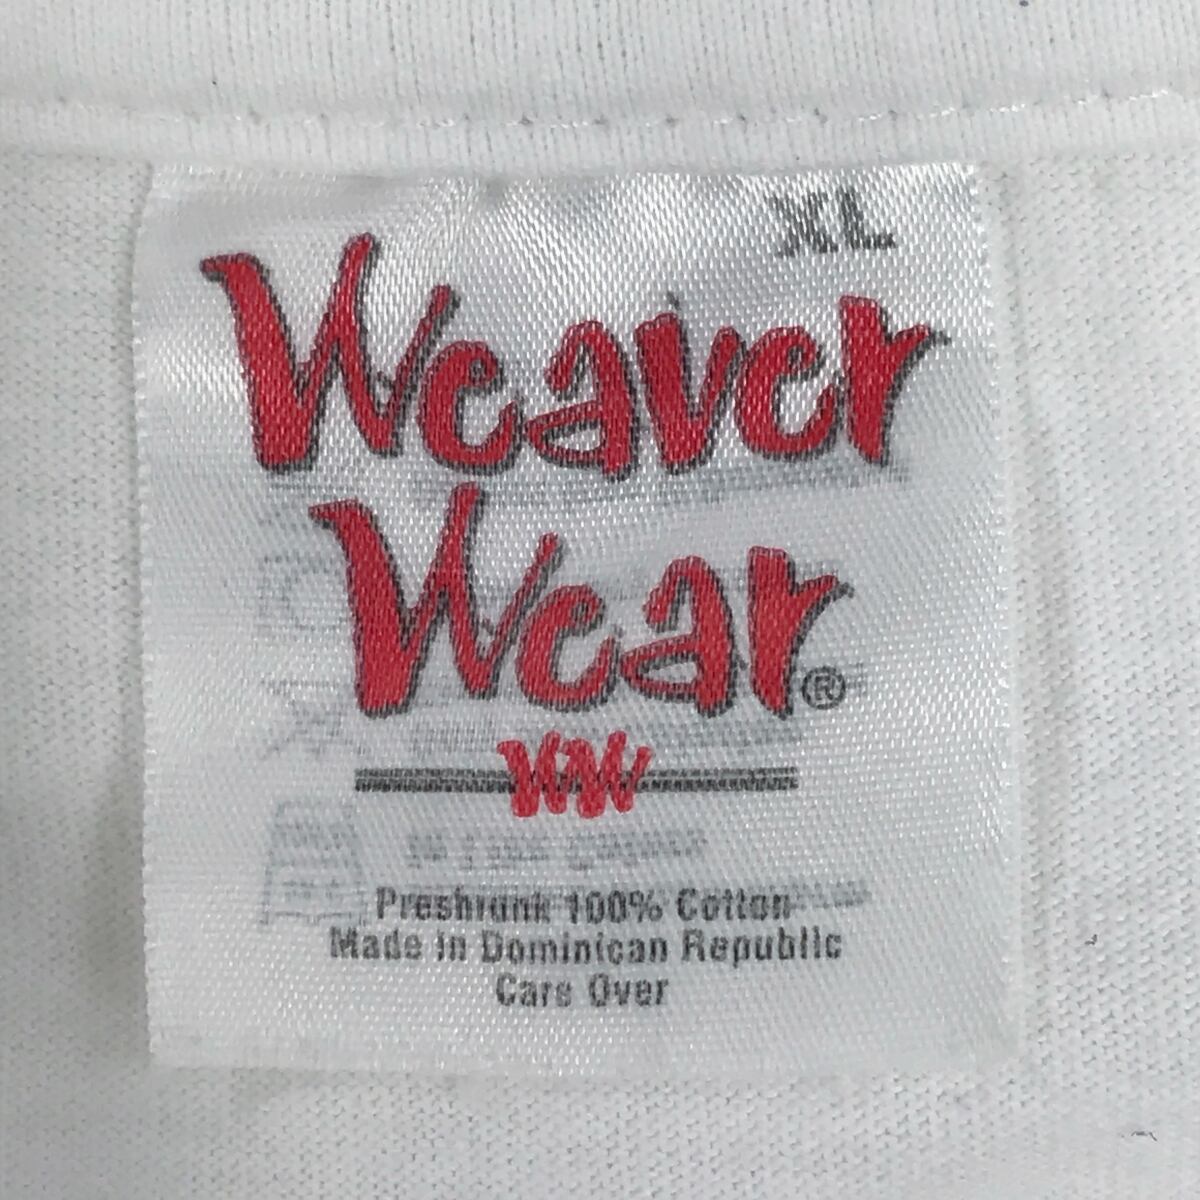 XL
Weaver
Wear®
WW
Preshrunk 100% Cotton
Made in Dominican Republic
Care Over